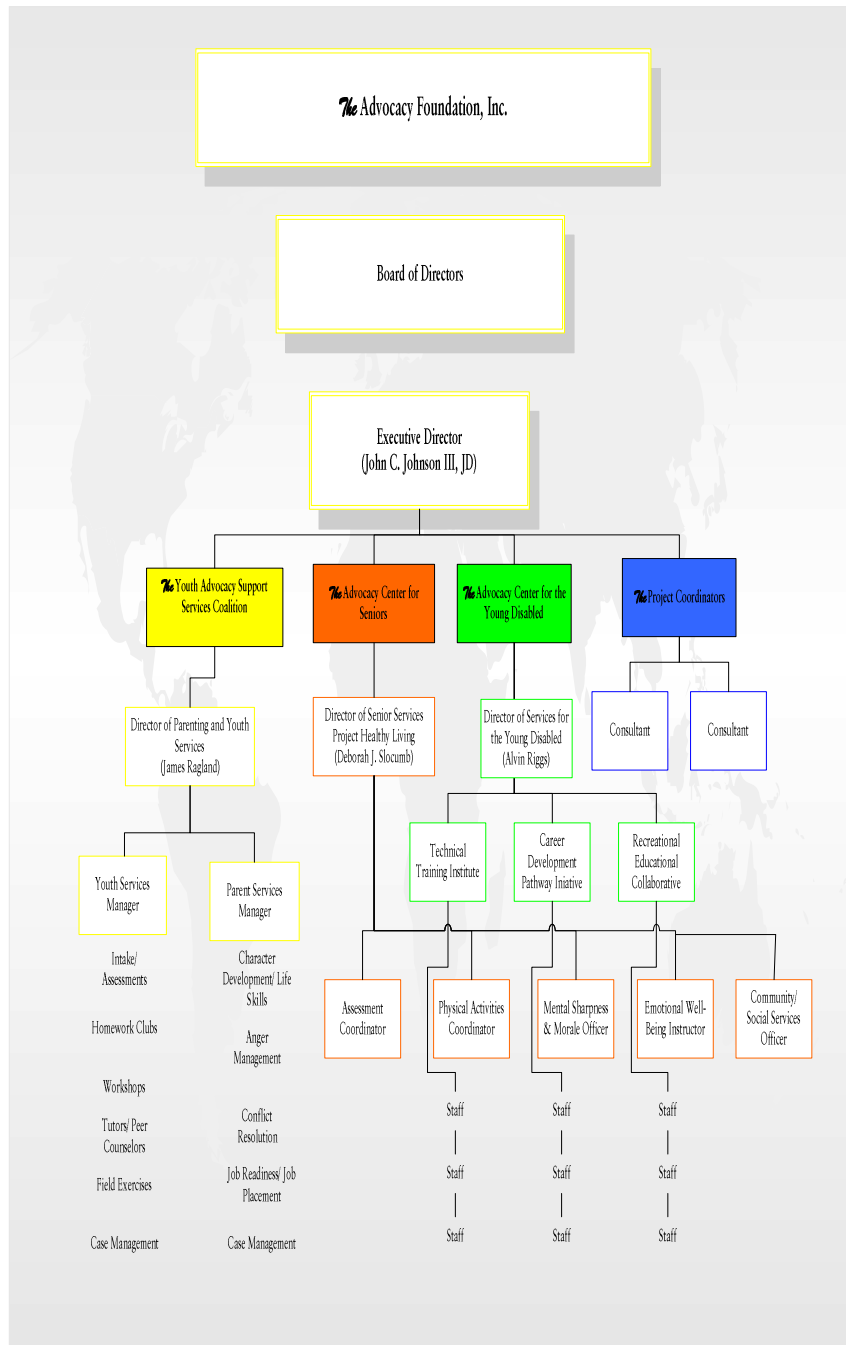 The Advocacy Foundation, Inc.
Board of Directors
Executive Director
(John C. Johnson III, JD)
The Youth Advocacy Support
Services Coalition
The Advocacy Center for
Seniors
The Advocacy Center for the
Young Disabled
The Project Coordinators
Director of Parenting and Youth
Services
(James Ragland)
Director of Senior Services
Project Healthy Living
(Deborah J. Slocumb)
Director of Services for
the Young Disabled
(Alvin Riggs)
Consultant
Consultant
Technical
Training Institute
Career
Development
Pathway Iniative
Recreational
Educational
Collaborative
Youth Services
Manager
Parent Services
Manager
Intake/
Assessments
Homework Clubs
Workshops
Tutors/ Peer
Counselors
Field Exercises
Case Management
Character
Development/ Life
Skills
Anger
Management
Conflict
Resolution
Job Readiness/ Job
Placement
Case Management
Assessment
Coordinator
Physical Activities
Coordinator
Mental Sharpness
& Morale Officer
Emotional Well-
Being Instructor
Community/
Social Services
Officer
Staff
Staff
Staff
Staff
Staff
Staff
Staff
Staff
Staff